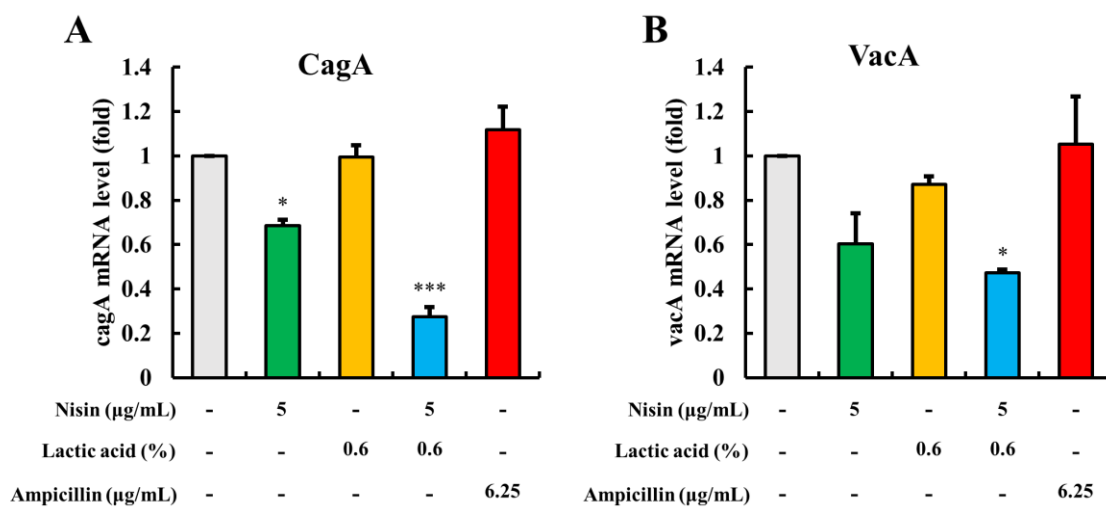 A
CagA
cagA mRNA level (fold)
1.4
1.2
1
0.8
0.6
0.4
0.2
0
*
***
Nisin (µg/mL) - 5 - 5 -
Lactic acid (%) - - 0.6 0.6 -
Ampicillin (µg/mL) - - - - 6.25
B
VacA
vacA mRNA level (fold)
1.4
1.2
1
0.8
0.6
0.4
0.2
0
*
Nisin (µg/mL) - 5 - 5 -
Lactic acid (%) - - 0.6 0.6 -
Ampicillin (µg/mL) - - - - 6.25